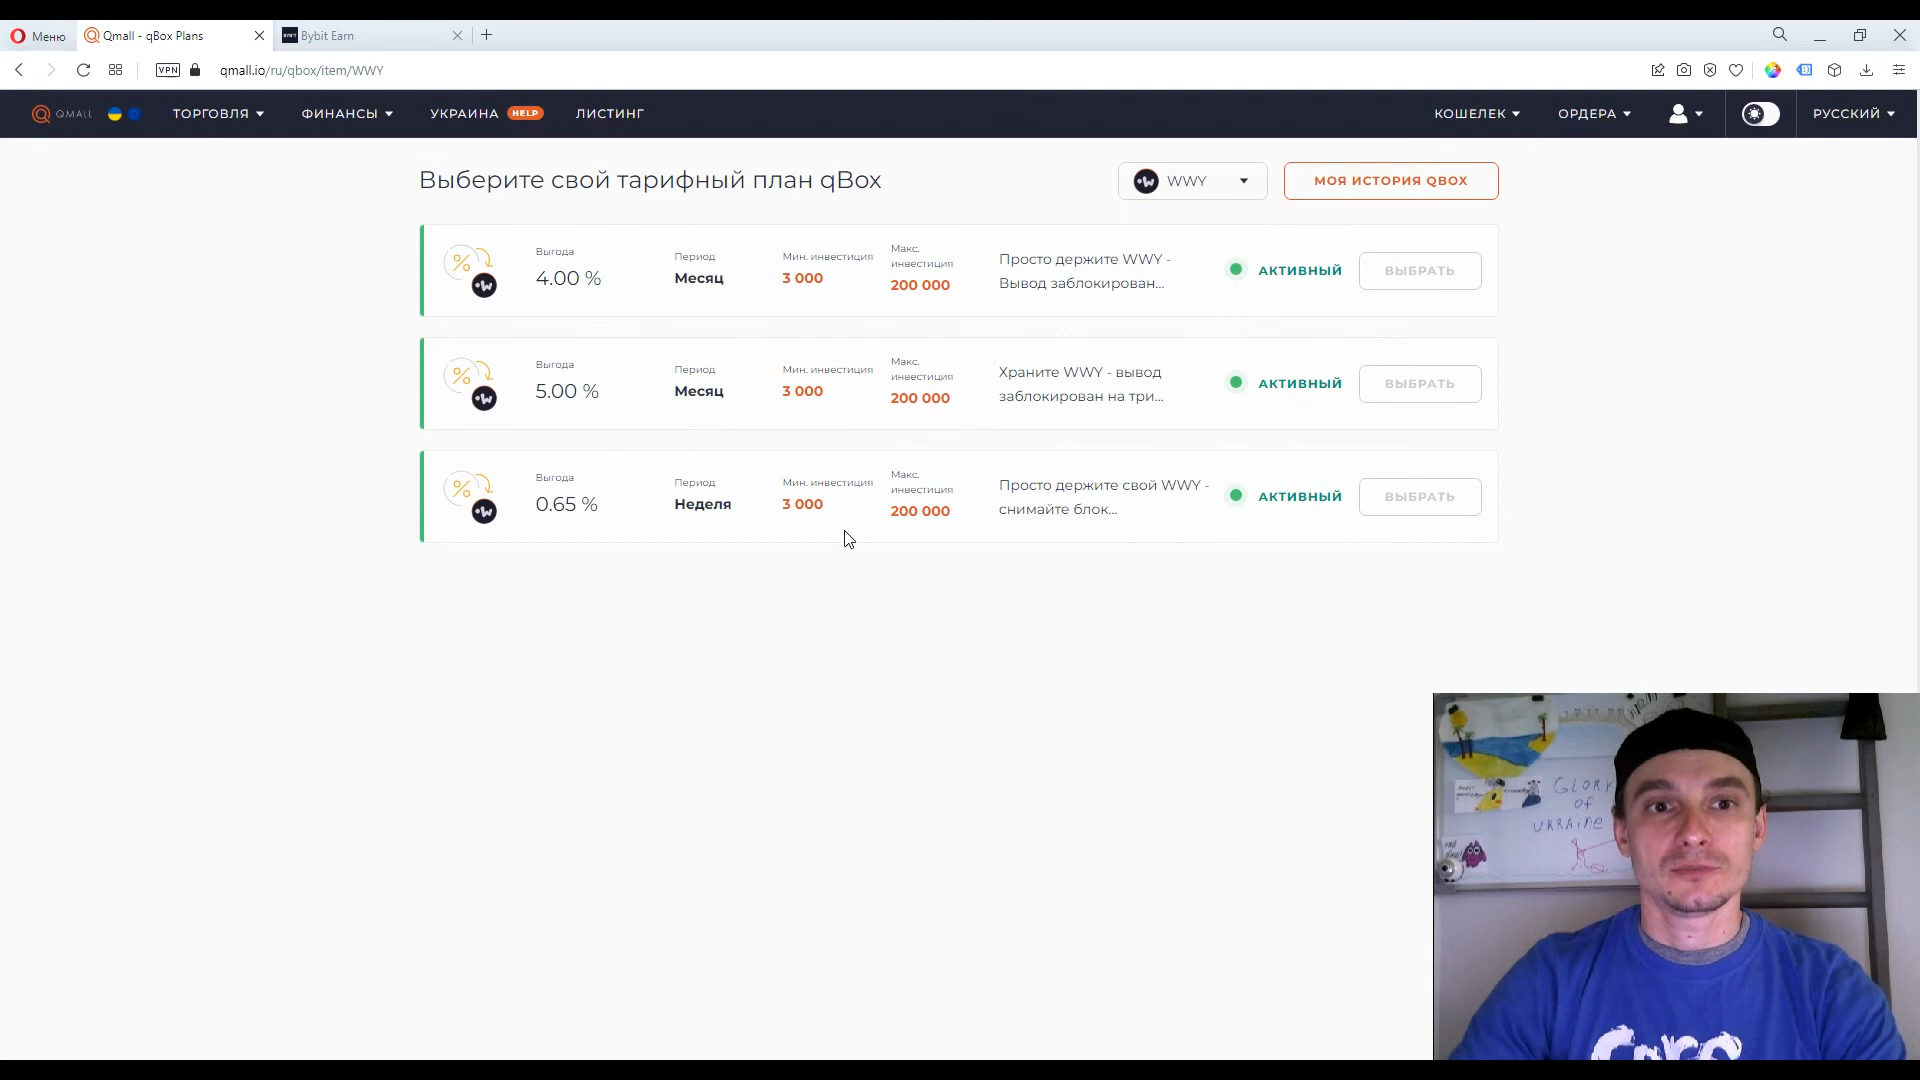 Меню
Qmall - qBox Plans
Bybit Earn
VPN
qmall.io/ru/qbox/item/WWY
QMALL
ТОРГОВЛЯ
ФИНАНСЫ
УКРАИНА HELP
ЛИСТИНГ
КОШЕЛЕК
ОРДЕРА
РУССКИЙ
Выберите свой тарифный план qBox
WWY
МОЯ ИСТОРИЯ QBOX
Выгода
4.00 %
Период
Месяц
Мин. инвестиция
3 000
Макс.
инвестиция
200 000
Просто держите WWY -
Вывод заблокирован...
АКТИВНЫЙ
ВЫБРАТЬ
Выгода
5.00 %
Период
Месяц
Мин. инвестиция
3 000
Макс.
инвестиция
200 000
Храните WWY - вывод
заблокирован на три...
АКТИВНЫЙ
ВЫБРАТЬ
Выгода
0.65 %
Период
Неделя
Мин. инвестиция
3 000
Макс.
инвестиция
200 000
Просто держите свой WWY -
снимайте блок...
АКТИВНЫЙ
ВЫБРАТЬ
GLORY
OF
UKRAINE